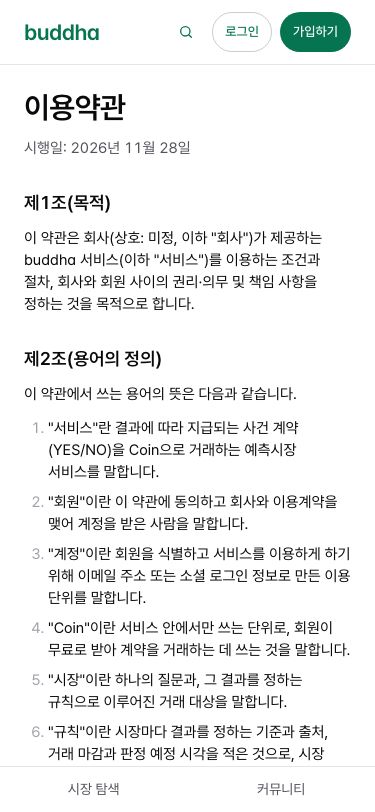 buddha
로그인
가입하기
이용약관
시행일: 2026년 11월 28일
제1조(목적)
이 약관은 회사(상호: 미정, 이하 "회사")가 제공하는
buddha 서비스(이하 "서비스")를 이용하는 조건과
절차, 회사와 회원 사이의 권리·의무 및 책임 사항을
정하는 것을 목적으로 합니다.
제2조(용어의 정의)
이 약관에서 쓰는 용어의 뜻은 다음과 같습니다.
1. "서비스"란 결과에 따라 지급되는 사건 계약
(YES/NO)을 Coin으로 거래하는 예측시장
서비스를 말합니다.
2. "회원"이란 이 약관에 동의하고 회사와 이용계약을
맺어 계정을 받은 사람을 말합니다.
3. "계정"이란 회원을 식별하고 서비스를 이용하게 하기
위해 이메일 주소 또는 소셜 로그인 정보로 만든 이용
단위를 말합니다.
4. "Coin"이란 서비스 안에서만 쓰는 단위로, 회원이
무료로 받아 계약을 거래하는 데 쓰는 것을 말합니다.
5. "시장"이란 하나의 질문과, 그 결과를 정하는
규칙으로 이루어진 거래 대상을 말합니다.
6. "규칙"이란 시장마다 결과를 정하는 기준과 출처,
거래 마감과 판정 예정 시각을 적은 것으로, 시장
시장 탐색
커뮤니티